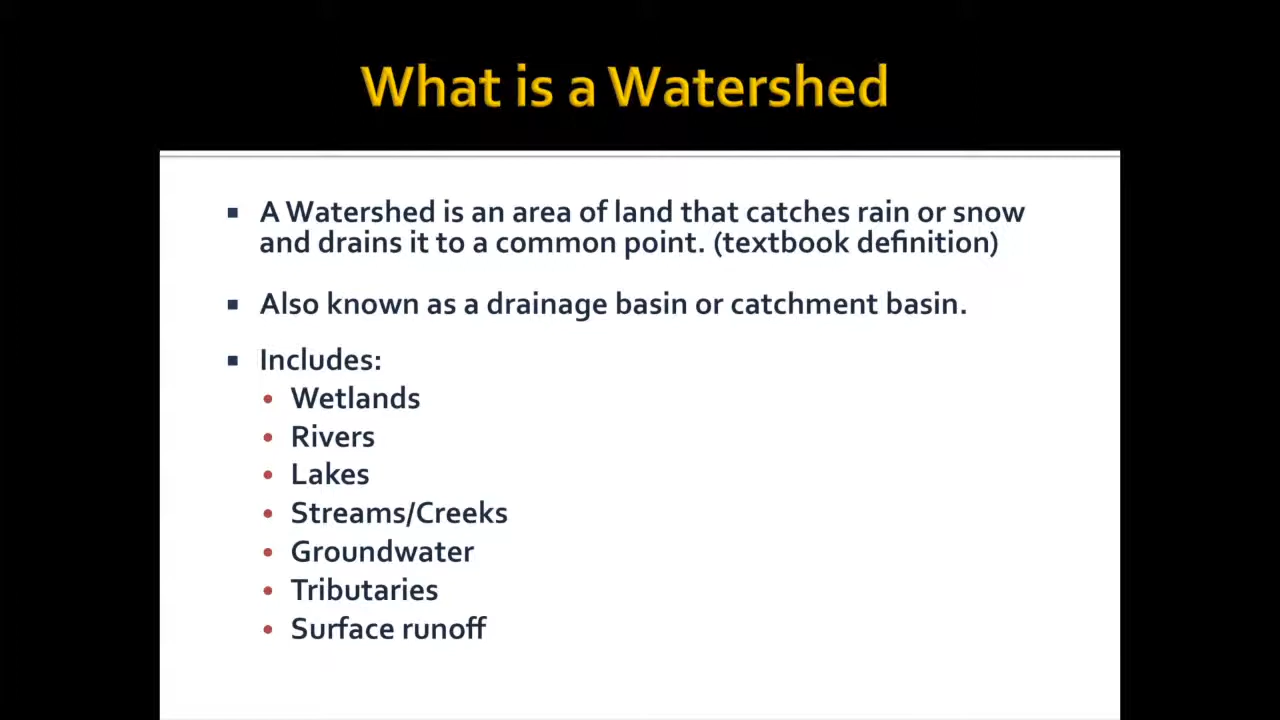 What is a Watershed
▪ A Watershed is an area of land that catches rain or snow
and drains it to a common point. (textbook definition)
▪ Also known as a drainage basin or catchment basin.
▪ Includes:
• Wetlands
• Rivers
• Lakes
• Streams/Creeks
• Groundwater
• Tributaries
• Surface runoff